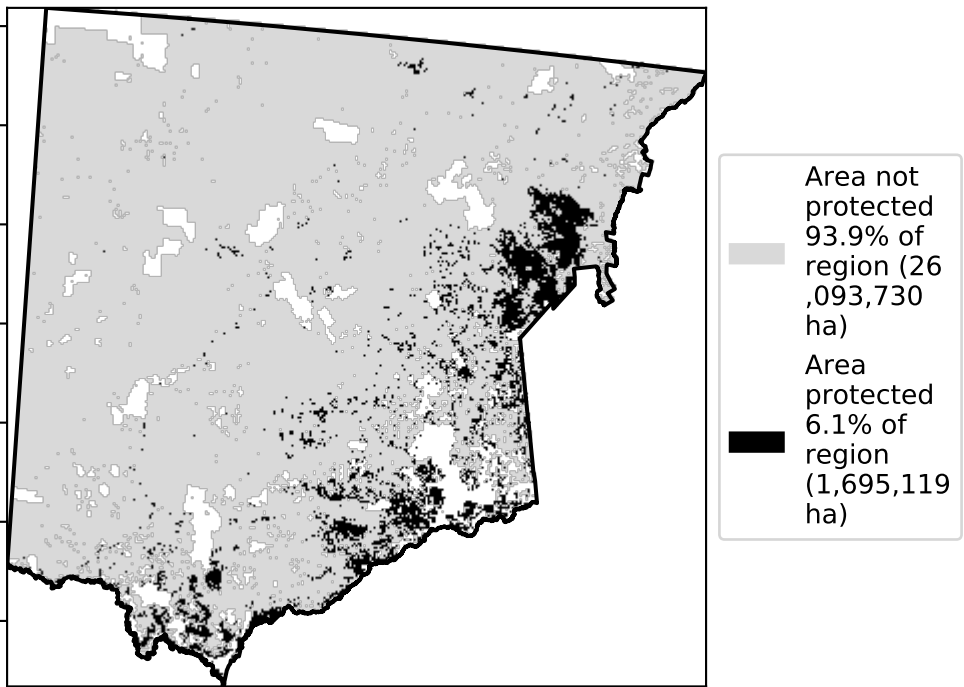 Area not
protected
93.9% of
region (26
,093,730
ha)
Area
protected
6.1% of
region
(1,695,119
ha)